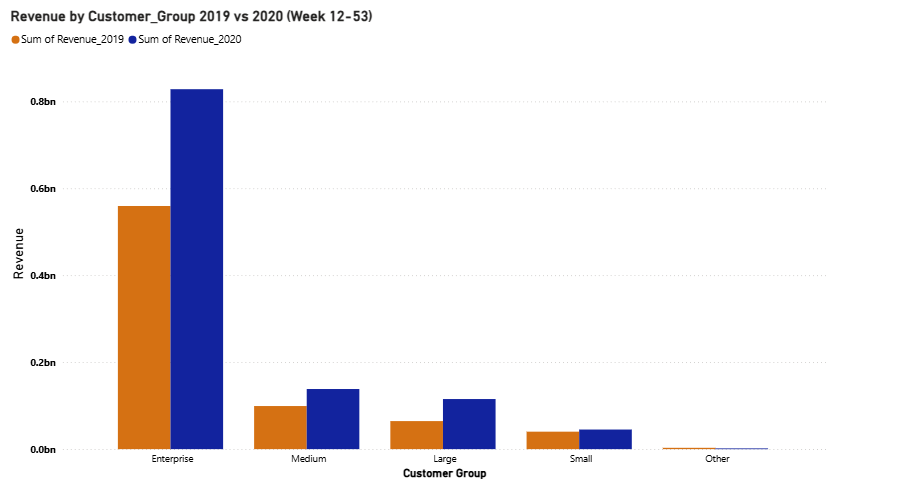 Revenue by Customer_Group 2019 vs 2020 (Week 12-53)
Sum of Revenue_2019 Sum of Revenue_2020
0.8bn
0.6bn
0.4bn
0.2bn
0.0bn
Revenue
Enterprise Medium Large Small Other
Customer Group